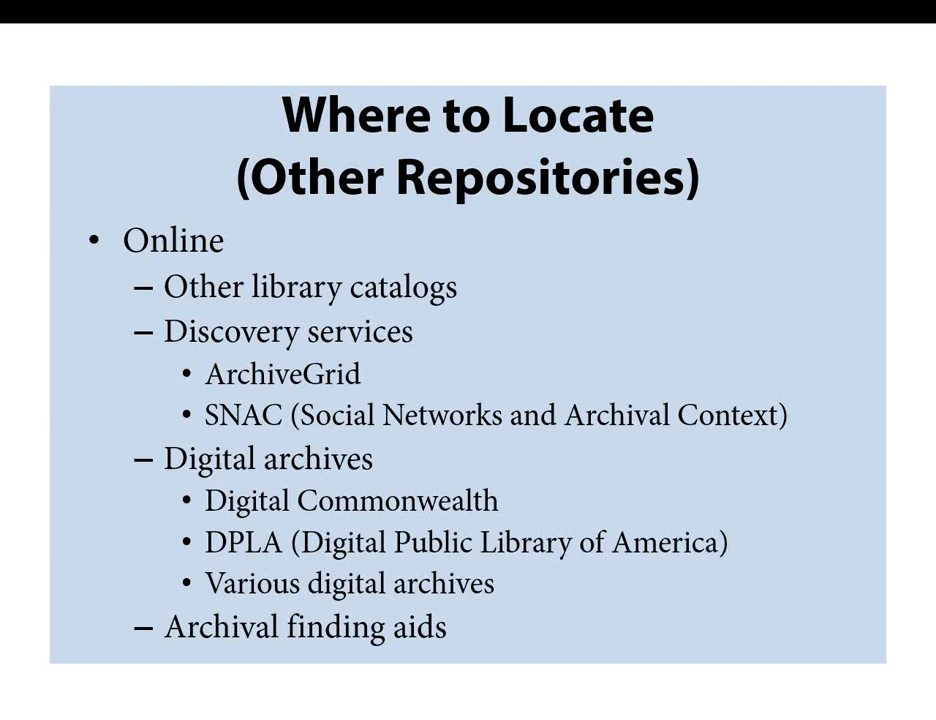 Where to Locate
(Other Repositories)
• Online
– Other library catalogs
– Discovery services
• ArchiveGrid
• SNAC (Social Networks and Archival Context)
– Digital archives
• Digital Commonwealth
• DPLA (Digital Public Library of America)
• Various digital archives
– Archival finding aids